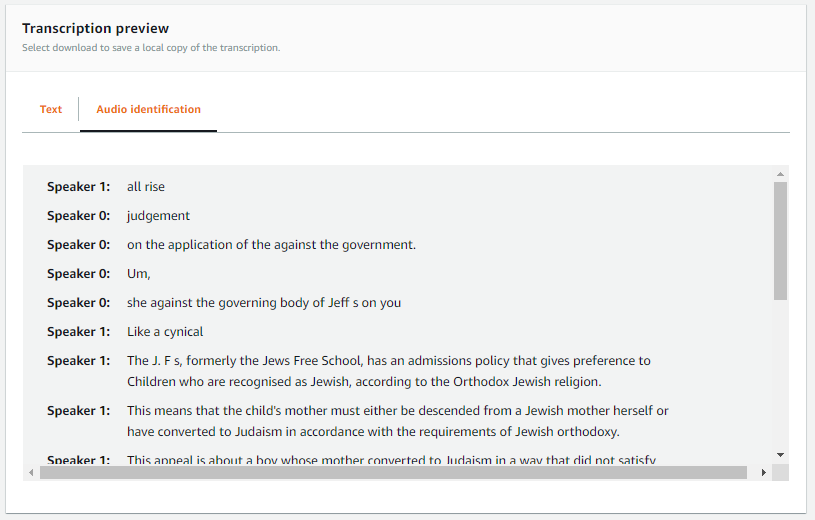 Transcription preview
Select download to save a local copy of the transcription.
Text
Audio identification
Speaker 1: all rise
Speaker 0: judgement
Speaker 0: on the application of the against the government.
Speaker 0: Um,
Speaker 0: she against the governing body of Jeff s on you
Speaker 1: Like a cynical
Speaker 1: The J. F s, formerly the Jews Free School, has an admissions policy that gives preference to
Children who are recognised as Jewish, according to the Orthodox Jewish religion.
Speaker 1: This means that the child's mother must either be descended from a Jewish mother herself or
have converted to Judaism in accordance with the requirements of Jewish orthodoxy.
Speaker 1: This appeal is about a boy whose mother converted to Judaism in a way that did not satisfy